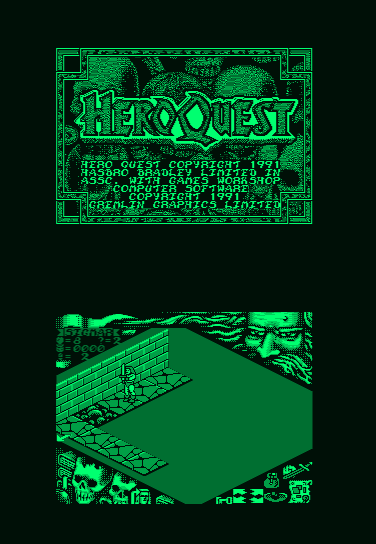 HEROQUEST
HERO QUEST COPYRIGHT 1991
HASBRO BRADLEY LIMITED IN
ASSC. WITH GAMES WORKSHOP
COMPUTER SOFTWARE
COPYRIGHT 1991
GREMLIN GRAPHICS LIMITED